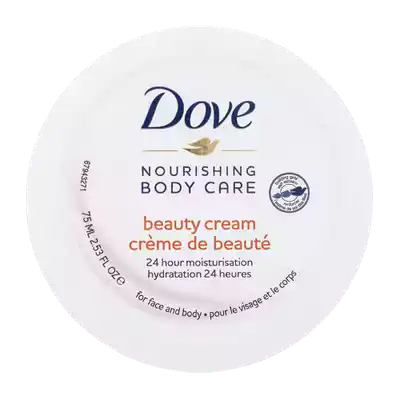 Dove
NOURISHING
BODY CARE
beauty cream
crème de beauté
24 hour moisturisation
hydratation 24 heures
for face and body • pour le visage et le corps
75 ML 2.53 FL OZ e
67943271